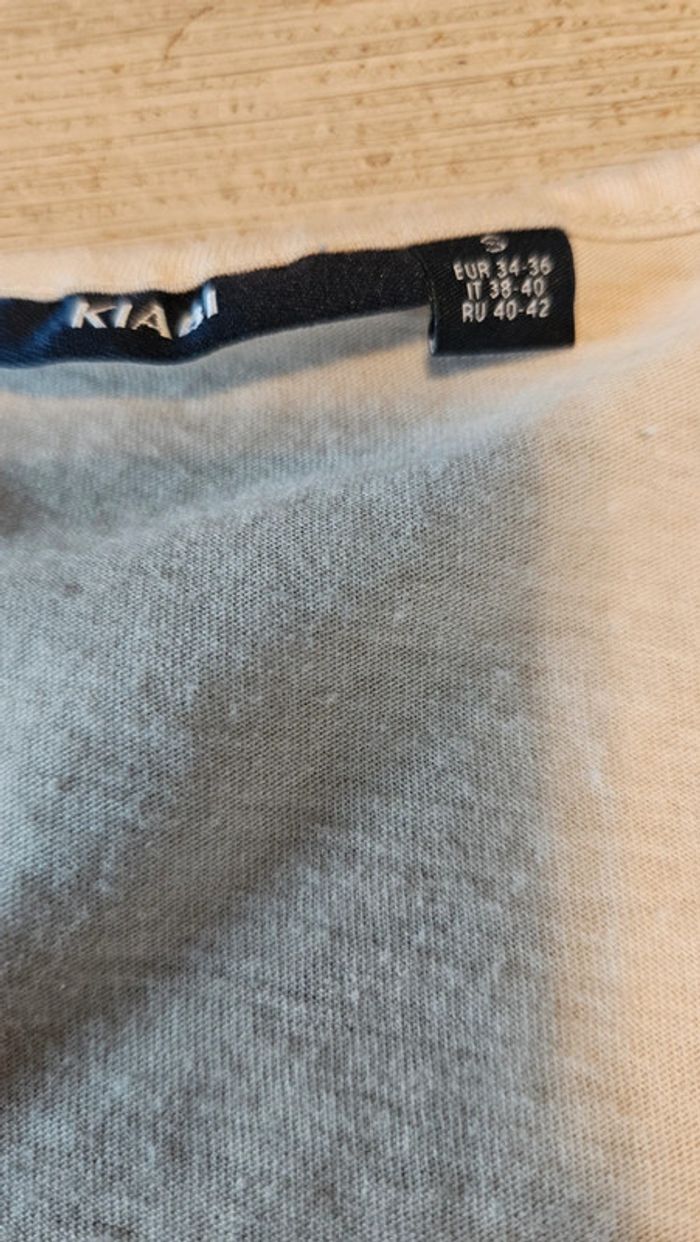 KIABI
S
EUR 34-36
IT 38-40
RU 40-42